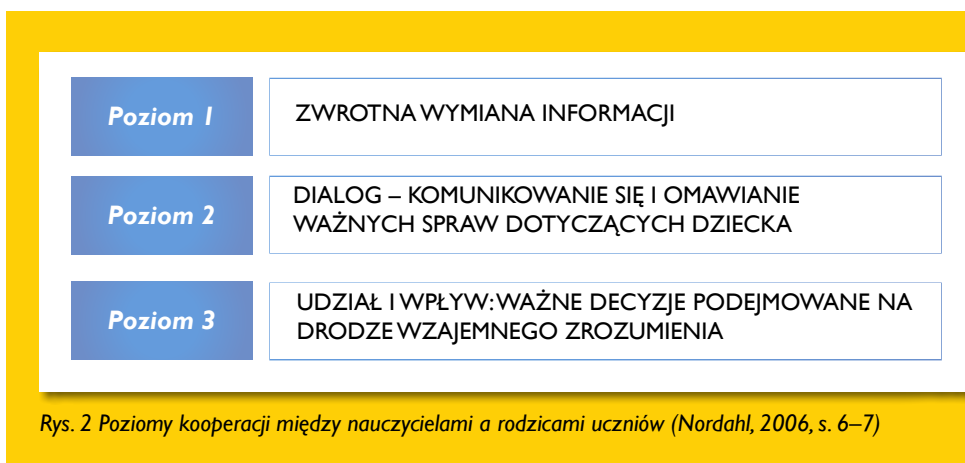 Poziom 1
ZWROTNA WYMIANA INFORMACJI
Poziom 2
DIALOG – KOMUNIKOWANIE SIĘ I OMAWIANIE
WAŻNYCH SPRAW DOTYCZĄCYCH DZIECKA
Poziom 3
UDZIAŁ I WPŁYW: WAŻNE DECYZJE PODEJMOWANE NA
DRODZE WZAJEMNEGO ZROZUMIENIA
Rys. 2 Poziomy kooperacji między nauczycielami a rodzicami uczniów (Nordahl, 2006, s. 6–7)